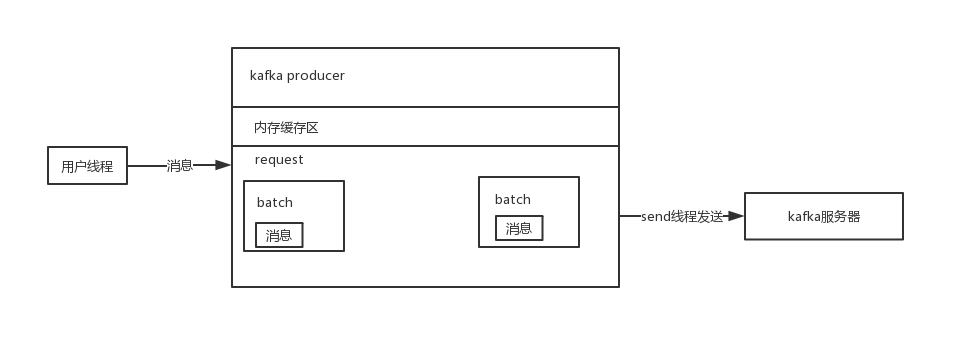 kafka producer
内存缓存区
用户线程
消息
request
batch
消息
batch
消息
send线程发送
kafka服务器